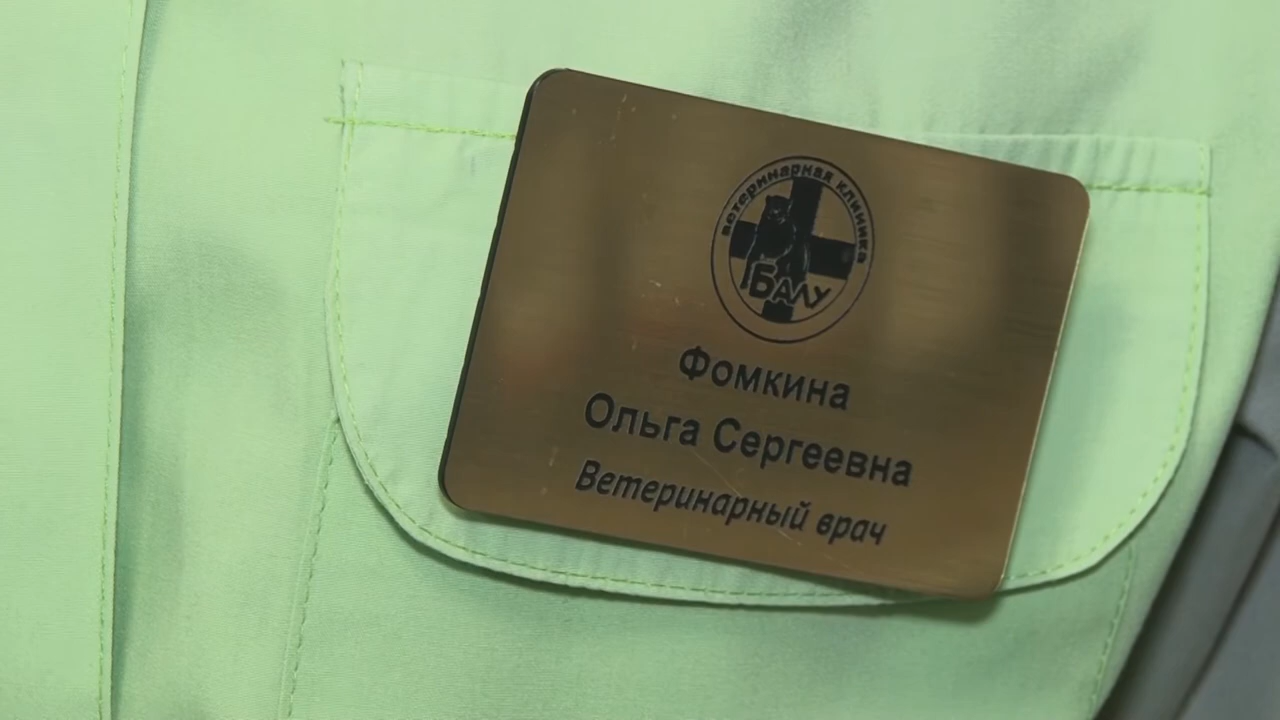 ветеринарная клиника
Балу
Фомкина
Ольга Сергеевна
Ветеринарный врач